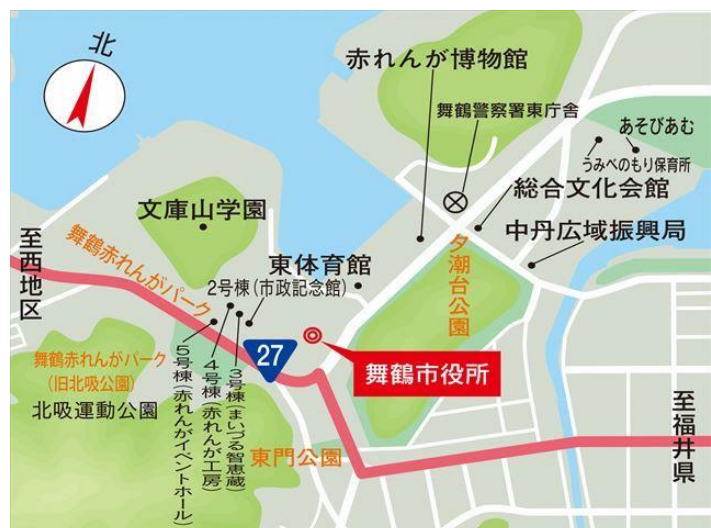 北
赤れんが博物館
舞鶴警察署東庁舎
あそびあむ
うみべのもり保育所
総合文化会館
中丹広域振興局
文庫山学園
夕潮台公園
至西地区
舞鶴赤れんがパーク
東体育館
2号棟(市政記念館)
27
舞鶴市役所
舞鶴赤れんがパーク
(旧北吸公園)
北吸運動公園
5号棟(赤れんがイベントホール)
4号棟(赤れんが工房)
3号棟(まいづる智恵蔵)
東門公園
至福井県